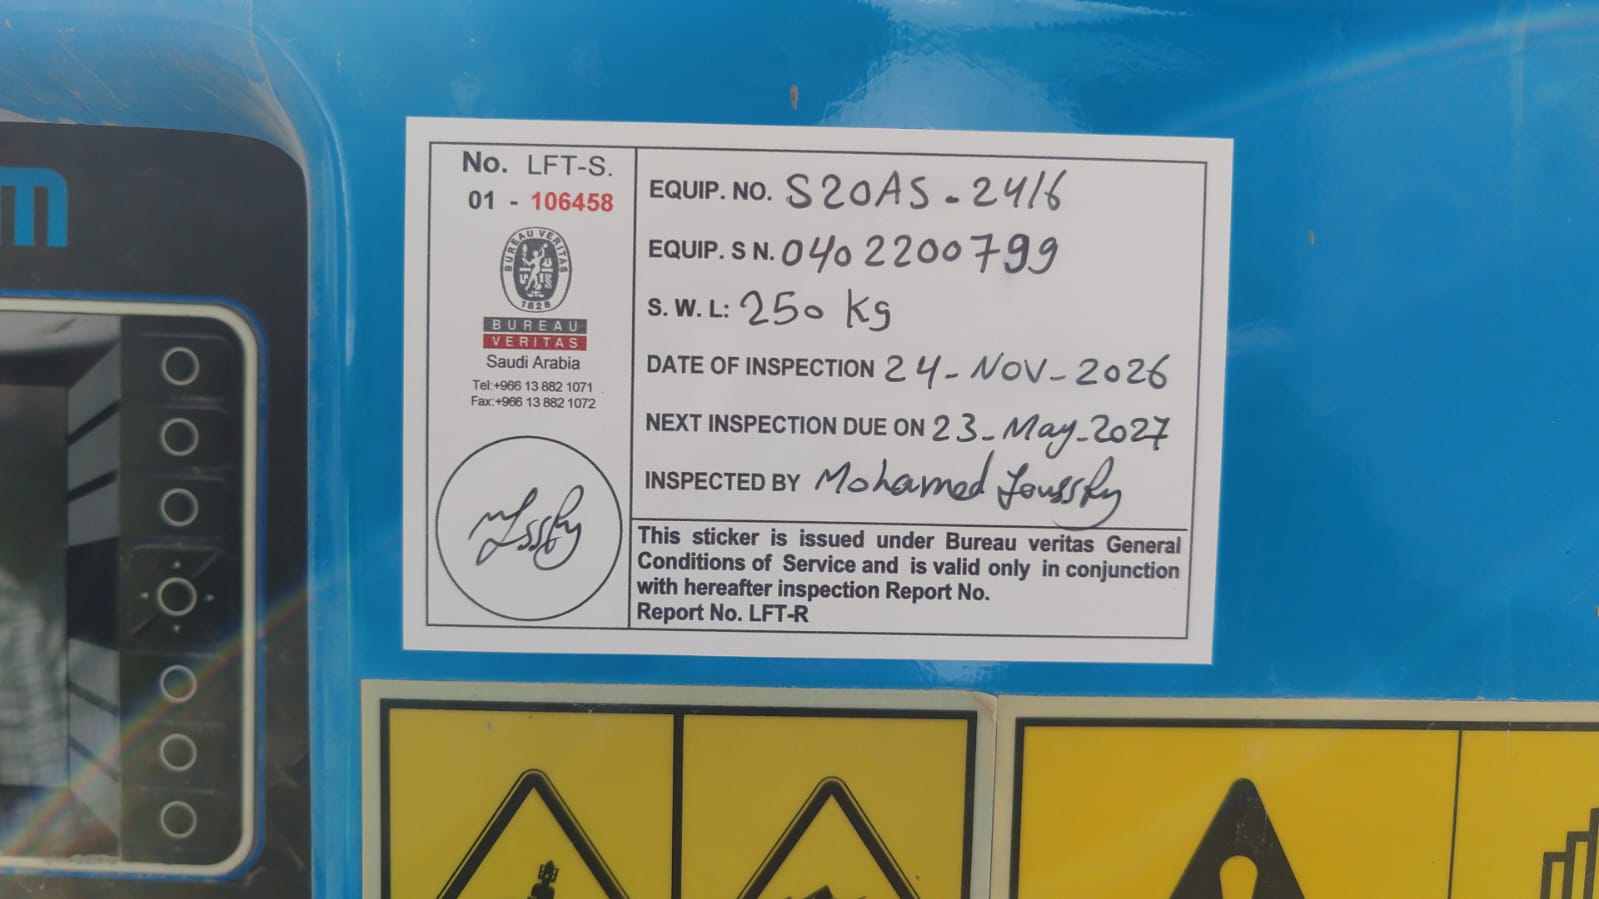 m
No. LFT-S.
01 - 106458
BUREAU VERITAS
1828
BUREAU
VERITAS
Saudi Arabia
Tel:+966 13 882 1071
Fax:+966 13 882 1072
EQUIP. NO. S20AS - 2416
EQUIP. S N. 0402200799
S. W. L: 250 Kg
DATE OF INSPECTION 24 - NOV - 2026
NEXT INSPECTION DUE ON 23 - May - 2027
INSPECTED BY Mohamed
This sticker is issued under Bureau veritas General
Conditions of Service and is valid only in conjunction
with hereafter inspection Report No.
Report No. LFT-R